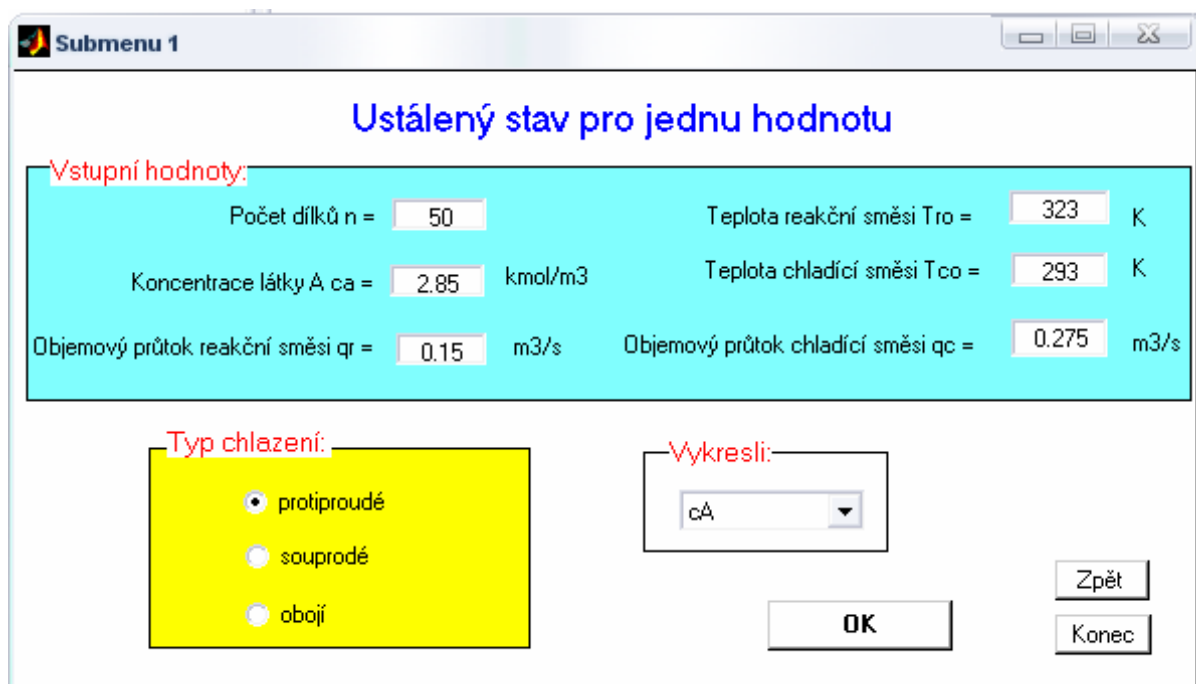 Submenu 1
Ustálený stav pro jednu hodnotu
Vstupní hodnoty:
Počet dílků n = 50
Teplota reakční směsi Tro = 323 K
Koncentrace látky A ca = 2.85 kmol/m3
Teplota chladící směsi Tco = 293 K
Objemový průtok reakční směsi qr = 0.15 m3/s
Objemový průtok chladící směsi qc = 0.275 m3/s
Typ chlazení:
protiproudé
souprodé
obojí
Vykresli:
cA
OK
Zpět
Konec